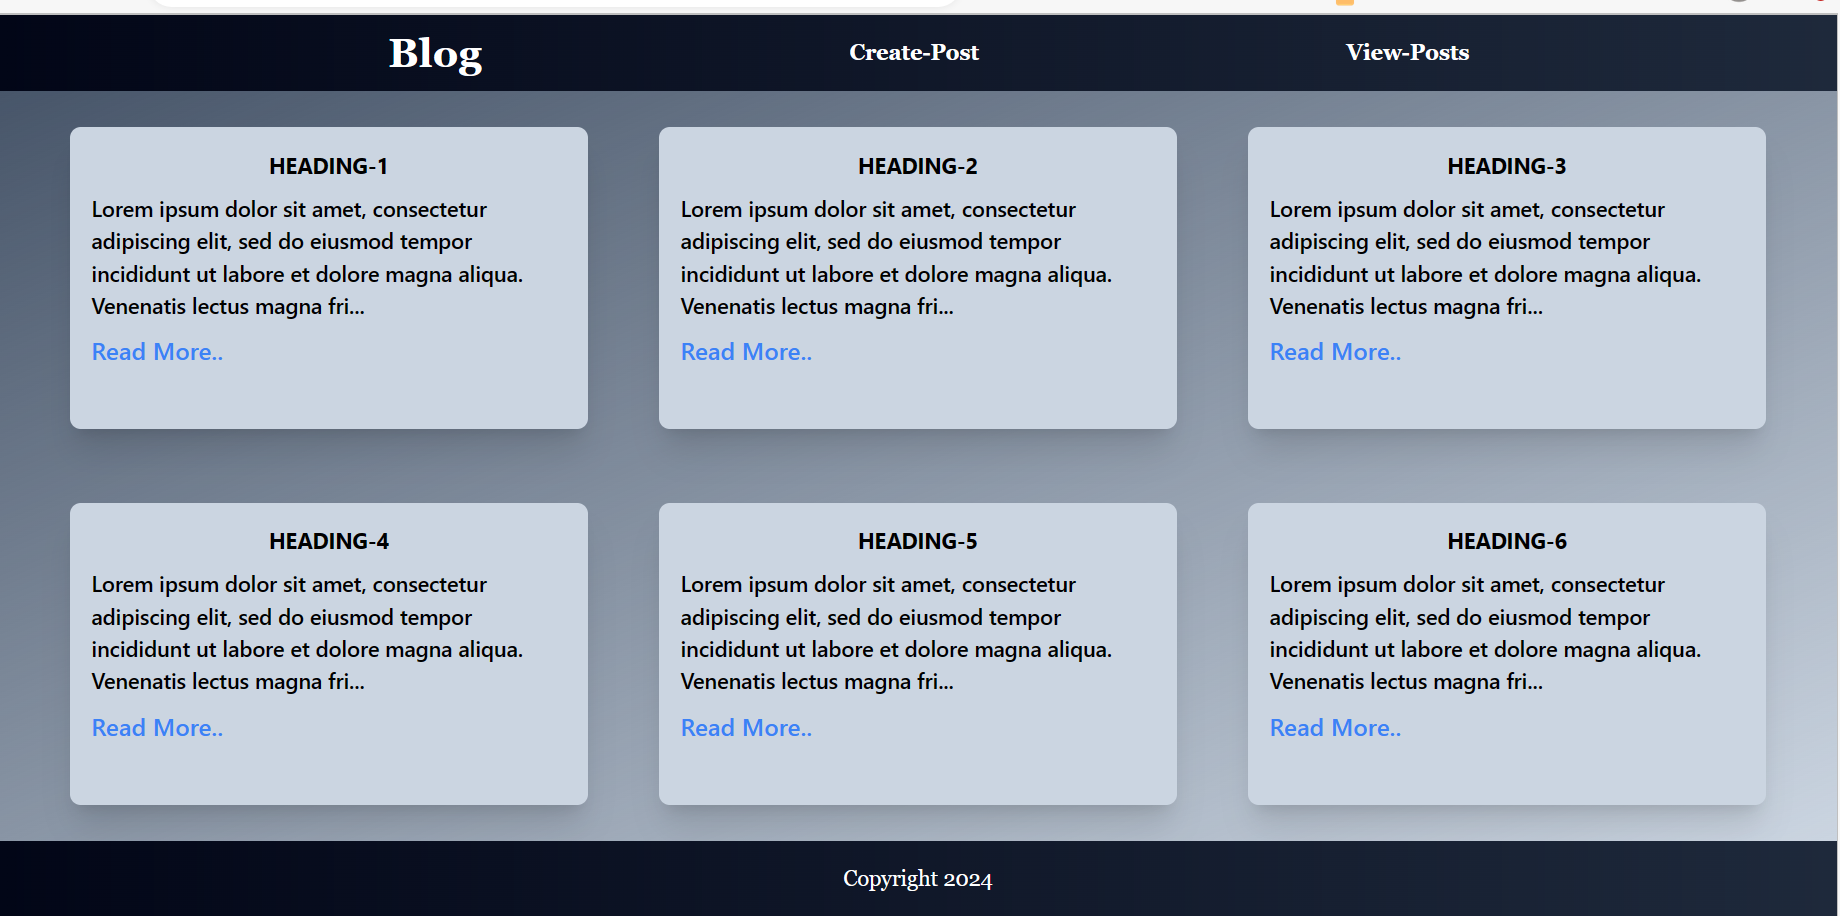 Blog Create-Post View-Posts
HEADING-1
Lorem ipsum dolor sit amet, consectetur
adipiscing elit, sed do eiusmod tempor
incididunt ut labore et dolore magna aliqua.
Venenatis lectus magna fri...
Read More..
HEADING-2
Lorem ipsum dolor sit amet, consectetur
adipiscing elit, sed do eiusmod tempor
incididunt ut labore et dolore magna aliqua.
Venenatis lectus magna fri...
Read More..
HEADING-3
Lorem ipsum dolor sit amet, consectetur
adipiscing elit, sed do eiusmod tempor
incididunt ut labore et dolore magna aliqua.
Venenatis lectus magna fri...
Read More..
HEADING-4
Lorem ipsum dolor sit amet, consectetur
adipiscing elit, sed do eiusmod tempor
incididunt ut labore et dolore magna aliqua.
Venenatis lectus magna fri...
Read More..
HEADING-5
Lorem ipsum dolor sit amet, consectetur
adipiscing elit, sed do eiusmod tempor
incididunt ut labore et dolore magna aliqua.
Venenatis lectus magna fri...
Read More..
HEADING-6
Lorem ipsum dolor sit amet, consectetur
adipiscing elit, sed do eiusmod tempor
incididunt ut labore et dolore magna aliqua.
Venenatis lectus magna fri...
Read More..
Copyright 2024